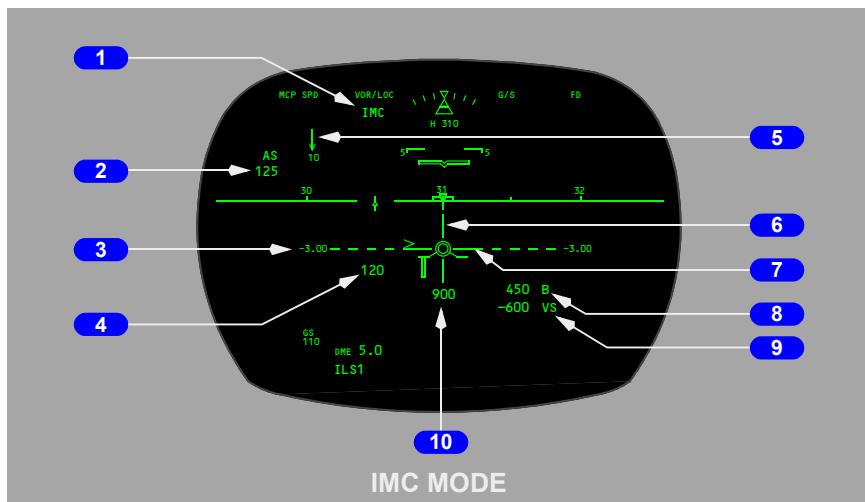 1
MCP SPD VOR/LOC G/S FD
IMC
H 310
5
10
5 5
AS
125
2
30 31 32
6
3
-3.00 -3.00
7
120
900
450 B
8
-600 VS
4
9
GS
110
DME 5.0
ILS1
10
IMC MODE